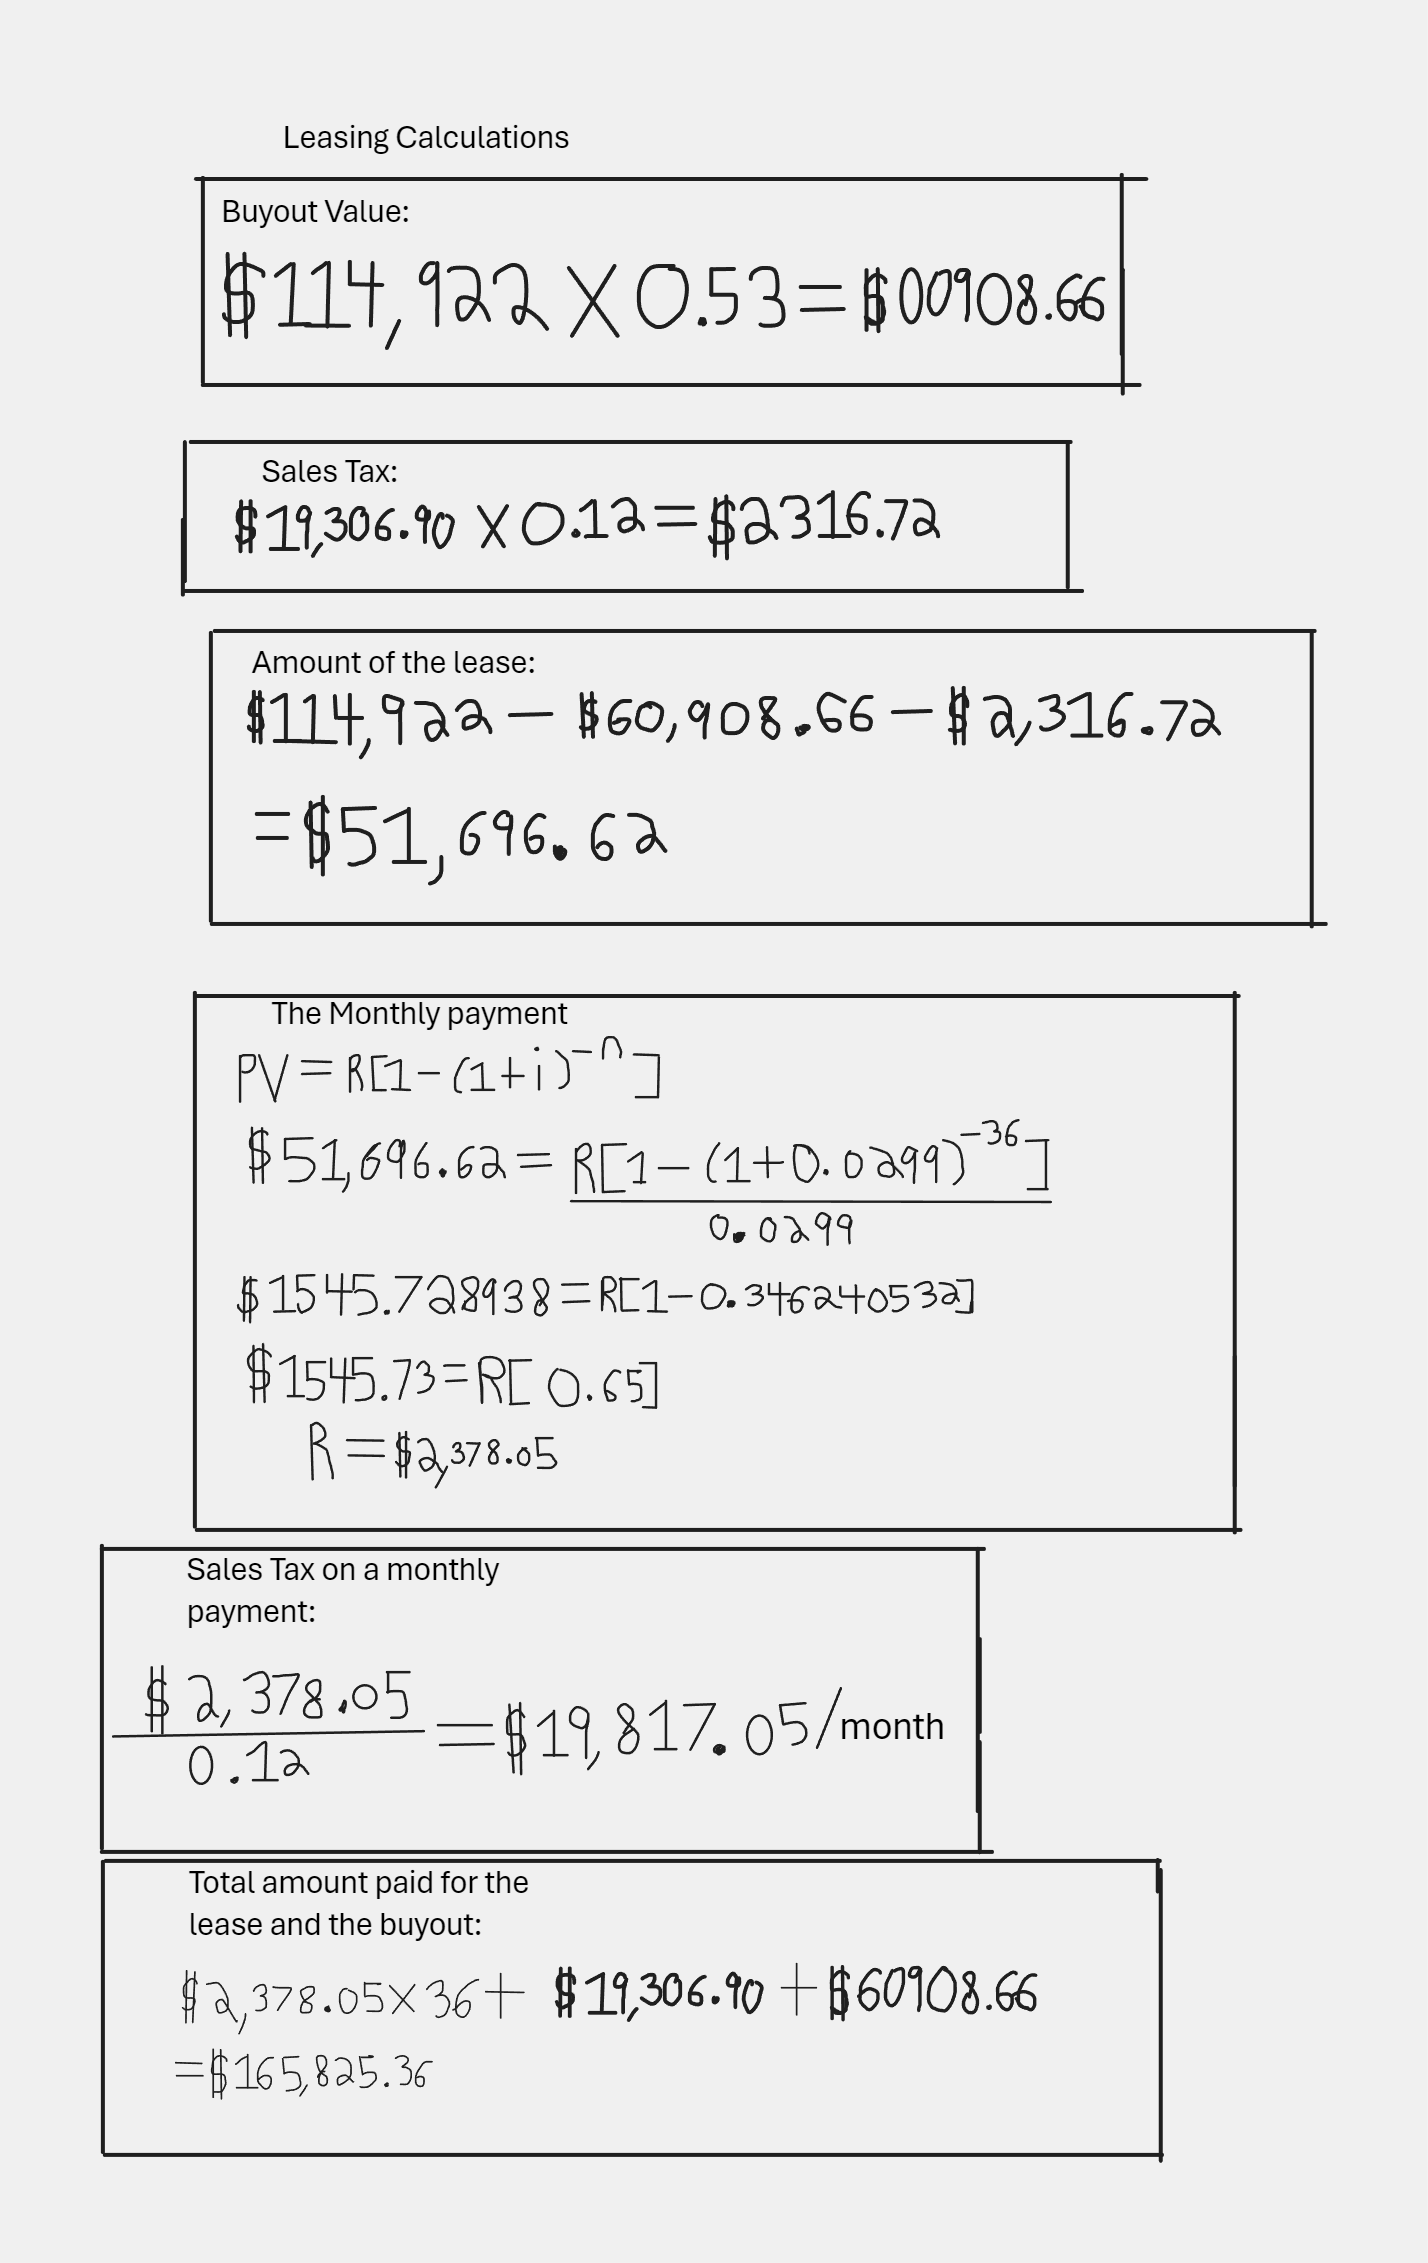 Leasing Calculations
Buyout Value:
$114,922 X 0.53 = $00908.66
Sales Tax:
$19,306.90 X 0.12 = $2316.72
Amount of the lease:
$114,922 - $60,908.66 - $2,316.72
= $51,696.62
The Monthly payment
PV = R[1-(1+i)^-n]
$51,696.62 = R[1-(1+0.0299)^-36]
0.0299
$1545.728938 = R[1-0.346240532]
$1545.73 = R[0.65]
R = $2,378.05
Sales Tax on a monthly
payment:
$2,378.05
0.12
= $19,817.05/month
Total amount paid for the
lease and the buyout:
$2,378.05 X 36 + $19,306.90 + $60908.66
= $165,825.36